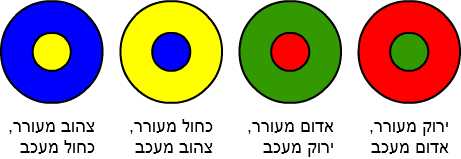 ירוק מעורר,
אדום מעכב
אדום מעורר,
ירוק מעכב
כחול מעורר,
צהוב מעכב
צהוב מעורר,
כחול מעכב